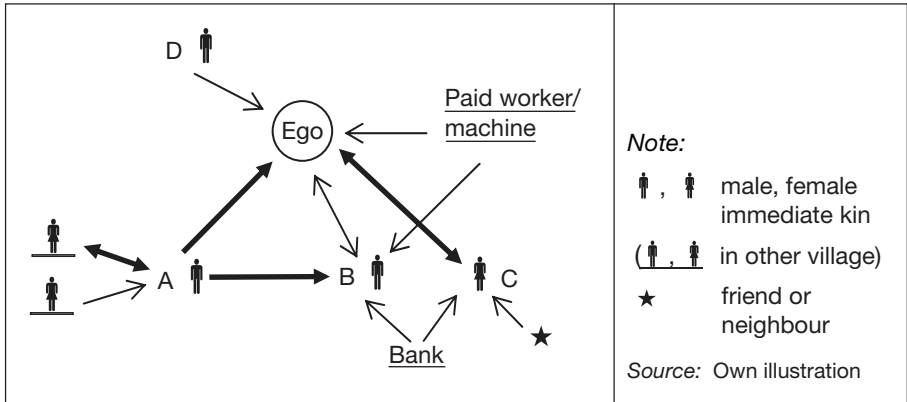 D
Ego
Paid worker/
machine
A
B
C
Bank
Note:
, male, female
immediate kin
( , in other village)
★ friend or
neighbour
Source: Own illustration